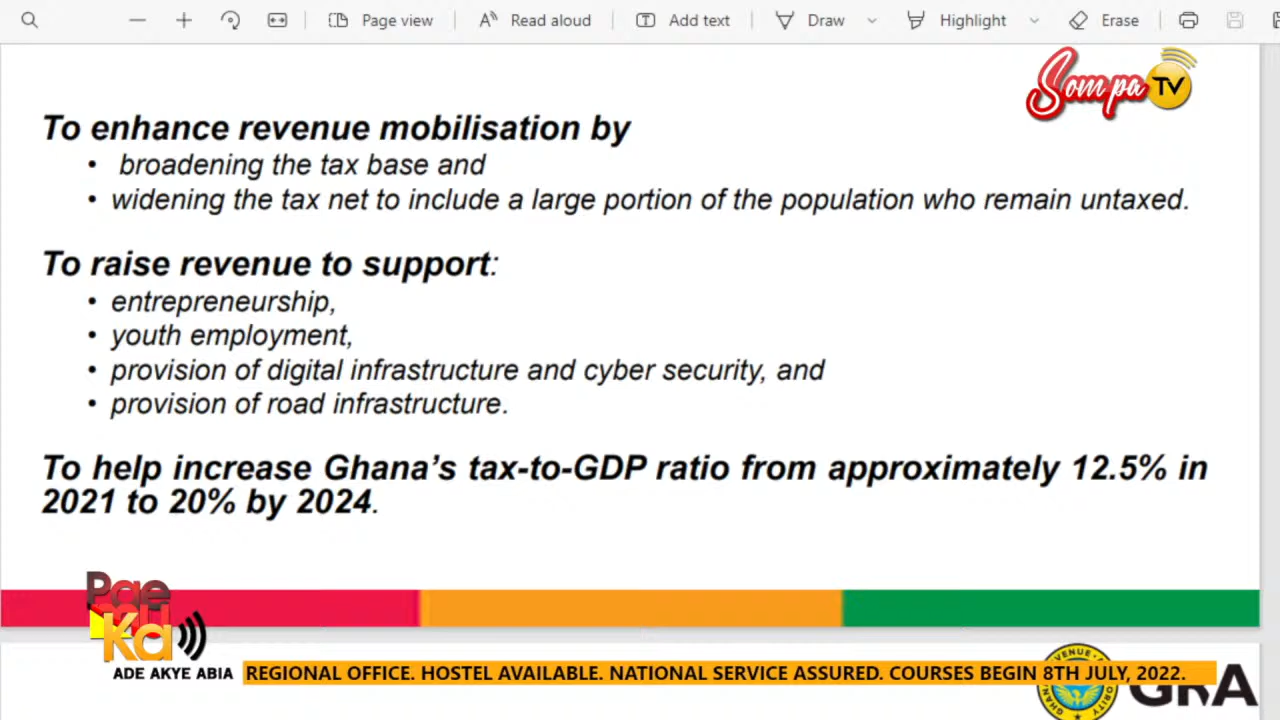 Page view
Read aloud
Add text
Draw
Highlight
Erase
Sompa TV
To enhance revenue mobilisation by
• broadening the tax base and
• widening the tax net to include a large portion of the population who remain untaxed.
To raise revenue to support:
• entrepreneurship,
• youth employment,
• provision of digital infrastructure and cyber security, and
• provision of road infrastructure.
To help increase Ghana's tax-to-GDP ratio from approximately 12.5% in
2021 to 20% by 2024.
Pae
mu
Ka
ADE AKYE ABIA
REGIONAL OFFICE. HOSTEL AVAILABLE. NATIONAL SERVICE ASSURED. COURSES BEGIN 8TH JULY, 2022.
GRA